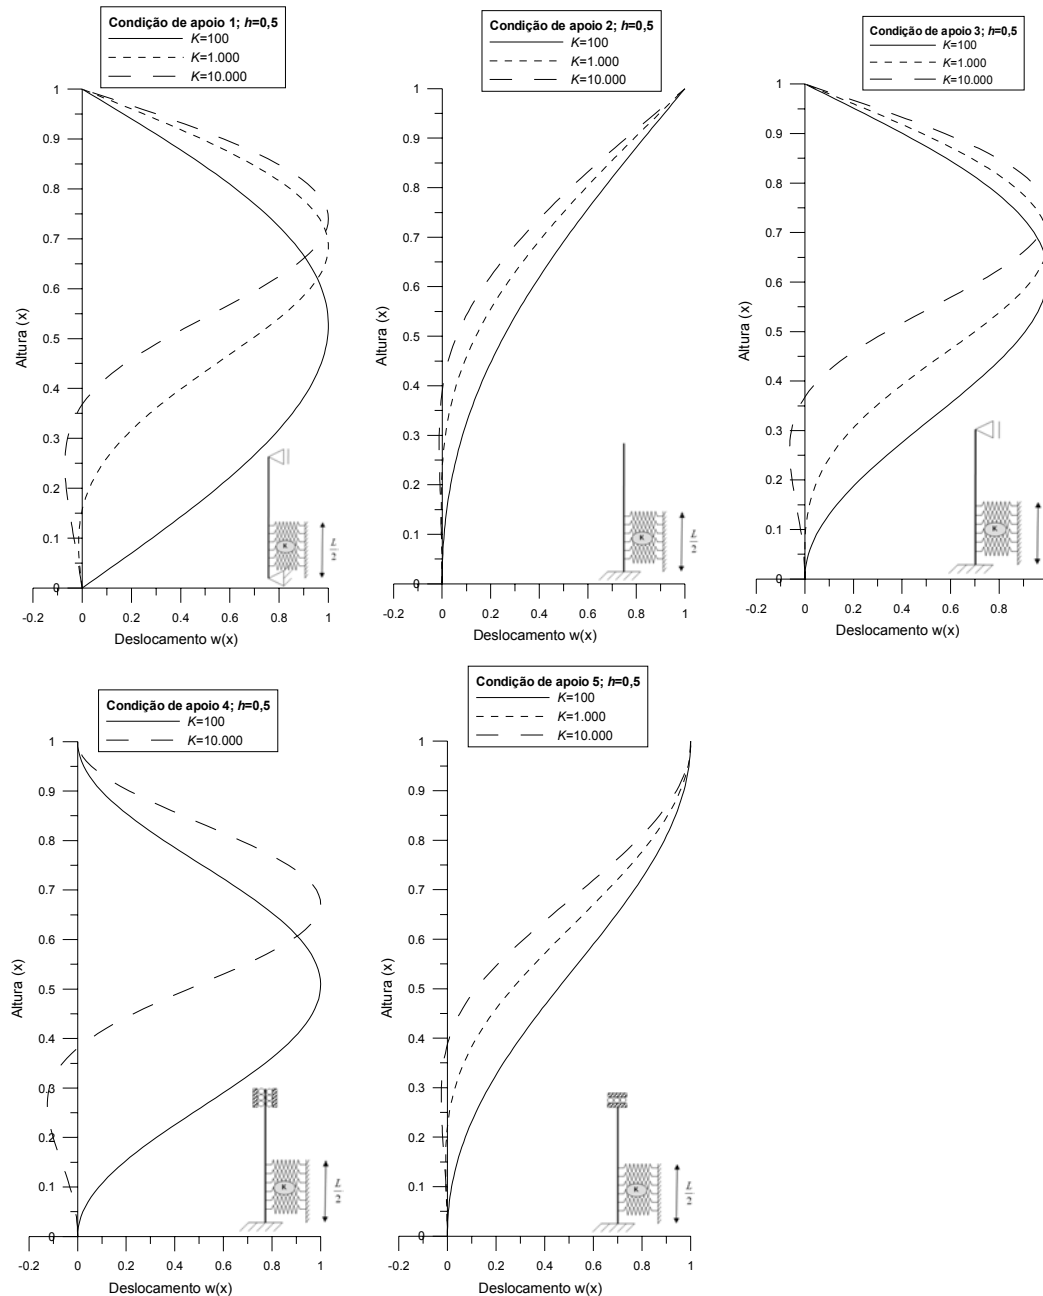 Condição de apoio 1; h=0,5
K=100
K=1.000
K=10.000
1
0.9
0.8
0.7
0.6
0.5
0.4
0.3
0.2
0.1
0
Altura (x)
K
L
2
-0.2
0
0.2
0.4
0.6
0.8
1
Deslocamento w(x)
Condição de apoio 2; h=0,5
K=100
K=1.000
K=10.000
1
0.9
0.8
0.7
0.6
0.5
0.4
0.3
0.2
0.1
0
Altura (x)
K
L
2
-0.2
0
0.2
0.4
0.6
0.8
1
Deslocamento w(x)
Condição de apoio 3; h=0,5
K=100
K=1.000
K=10.000
1
0.9
0.8
0.7
0.6
0.5
0.4
0.3
0.2
0.1
0
Altura (x)
K
L
2
-0.2
0
0.2
0.4
0.6
0.8
Deslocamento w(x)
Condição de apoio 4; h=0,5
K=100
K=10.000
1
0.9
0.8
0.7
0.6
0.5
0.4
0.3
0.2
0.1
0
Altura (x)
K
L
2
-0.2
0
0.2
0.4
0.6
0.8
1
Deslocamento w(x)
Condição de apoio 5; h=0,5
K=100
K=1.000
K=10.000
1
0.9
0.8
0.7
0.6
0.5
0.4
0.3
0.2
0.1
0
Altura (x)
K
L
2
-0.2
0
0.2
0.4
0.6
0.8
1
Deslocamento w(x)